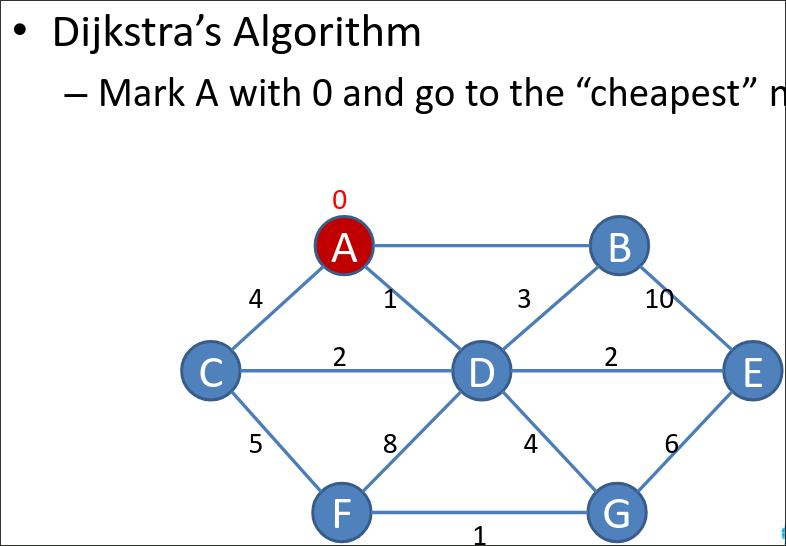 • Dijkstra’s Algorithm
– Mark A with 0 and go to the “cheapest”
0
A B
4 1 3 10
2 2
C D E
5 8 4 6
F G
1